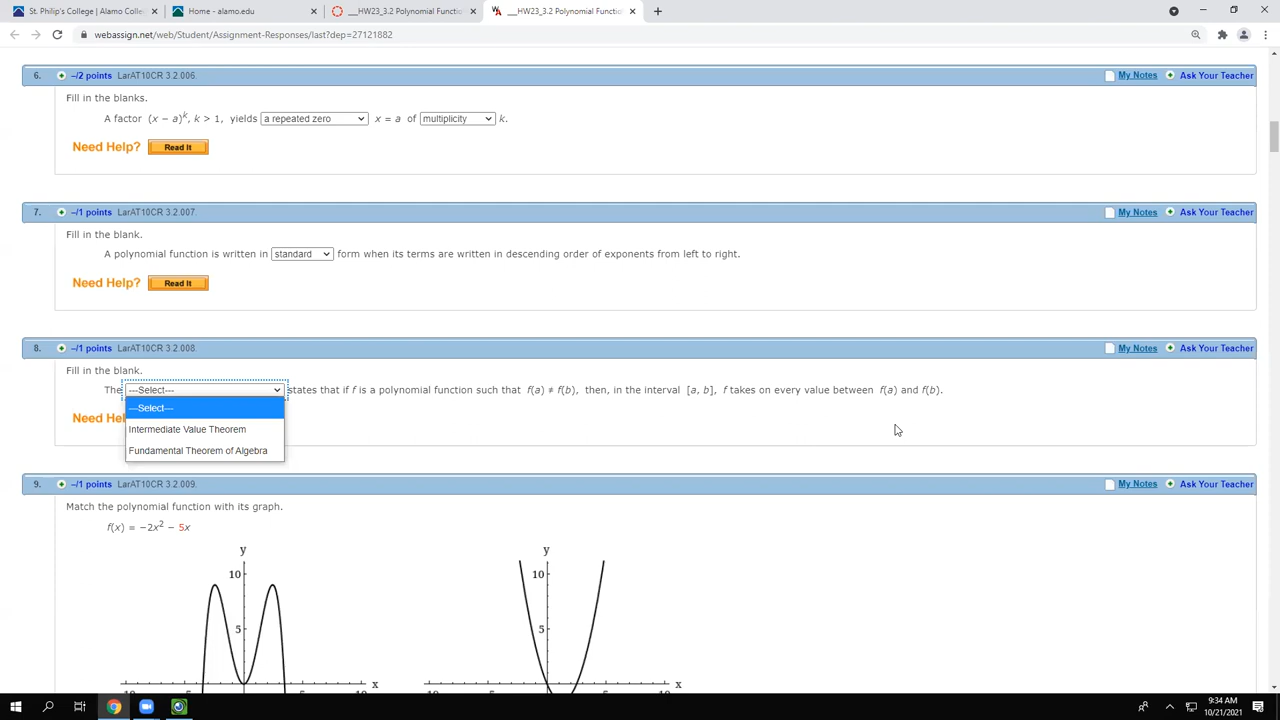 St. Philip's College | Alamo Colle
Home - alamo.edu
___HW23_3.2 Polynomial Functio
___HW23_3.2 Polynomial Function
webassign.net/web/Student/Assignment-Responses/last?dep=27121882
6. –/2 points LarAT10CR 3.2.006. My Notes Ask Your Teacher
Fill in the blanks.
A factor (x − a)^k, k > 1, yields a repeated zero x = a of multiplicity k.
Need Help? Read It
7. –/1 points LarAT10CR 3.2.007. My Notes Ask Your Teacher
Fill in the blank.
A polynomial function is written in standard form when its terms are written in descending order of exponents from left to right.
Need Help? Read It
8. –/1 points LarAT10CR 3.2.008. My Notes Ask Your Teacher
Fill in the blank.
The ---Select--- states that if f is a polynomial function such that f(a) ≠ f(b), then, in the interval [a, b], f takes on every value between f(a) and f(b).
---Select---
Need Hel
Intermediate Value Theorem
Fundamental Theorem of Algebra
9. –/1 points LarAT10CR 3.2.009. My Notes Ask Your Teacher
Match the polynomial function with its graph.
f(x) = −2x² − 5x
y y
10 10
5 5
x x
9:34 AM
10/21/2021